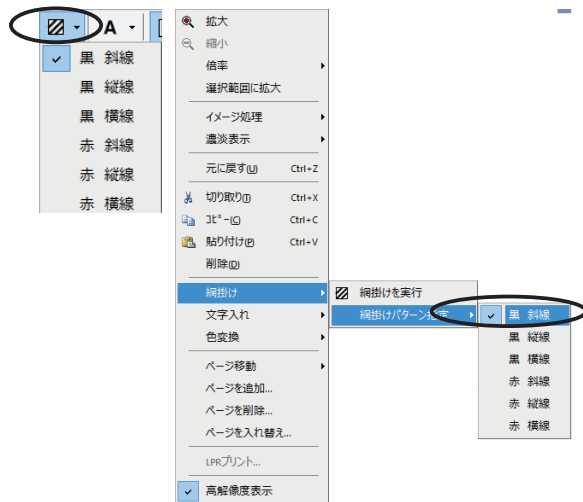 A
黒 斜線
黒 縦線
黒 横線
赤 斜線
赤 縦線
赤 横線
拡大
縮小
倍率
選択範囲に拡大
イメージ処理
濃淡表示
元に戻す(U) Ctrl+Z
切り取り(T) Ctrl+X
ｺﾋﾟｰ(C) Ctrl+C
貼り付け(P) Ctrl+V
削除(D)
網掛け
文字入れ
色変換
ページ移動
ページを追加...
ページを削除...
ページを入れ替え...
LPRプリント...
高解像度表示
網掛けを実行
網掛けパターン指定
黒 斜線
黒 縦線
黒 横線
赤 斜線
赤 縦線
赤 横線